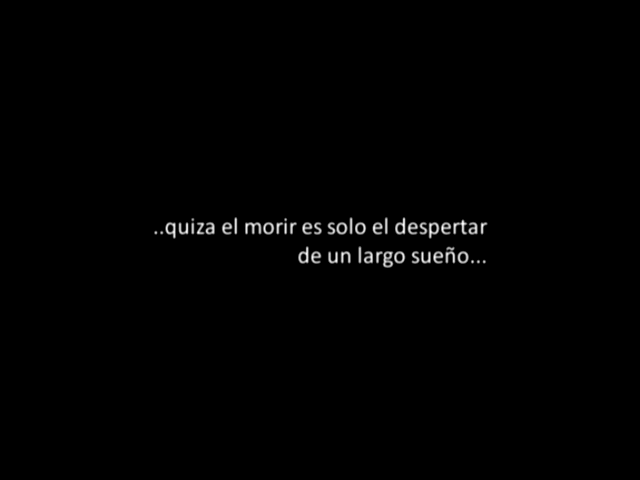 ..quiza el morir es solo el despertar
de un largo sueño...